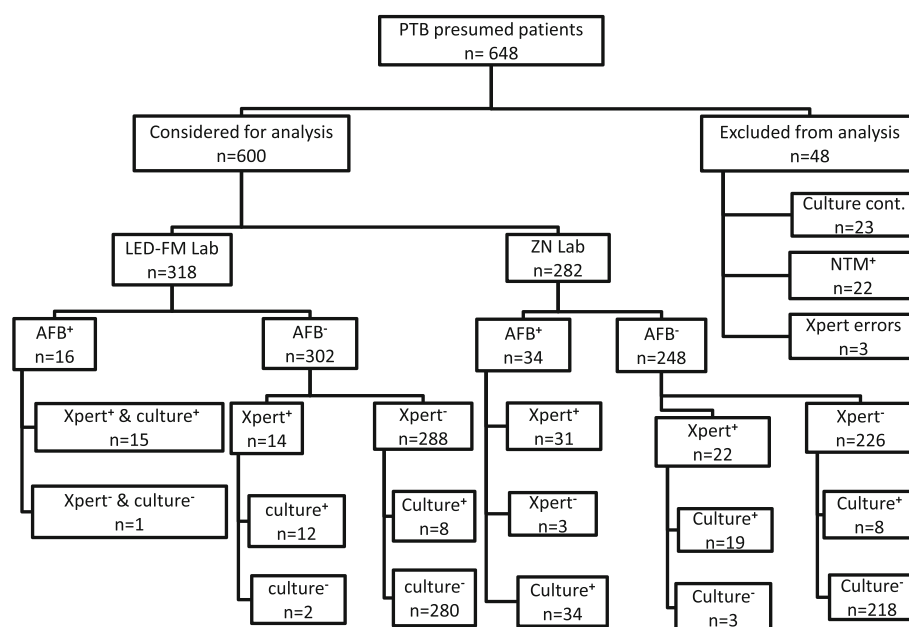 PTB presumed patients
n= 648
Considered for analysis
n=600
Excluded from analysis
n=48
Culture cont.
n=23
NTM⁺
n=22
Xpert errors
n=3
LED-FM Lab
n=318
ZN Lab
n=282
AFB⁺
n=16
AFB⁻
n=302
AFB⁺
n=34
AFB⁻
n=248
Xpert⁺ & culture⁺
n=15
Xpert⁻ & culture⁻
n=1
Xpert⁺
n=14
Xpert⁻
n=288
culture⁺
n=12
culture⁻
n=2
Culture⁺
n=8
culture⁻
n=280
Xpert⁺
n=31
Xpert⁻
n=3
Culture⁺
n=34
Xpert⁺
n=22
Xpert⁻
n=226
Culture⁺
n=19
Culture⁻
n=3
Culture⁺
n=8
Culture⁻
n=218